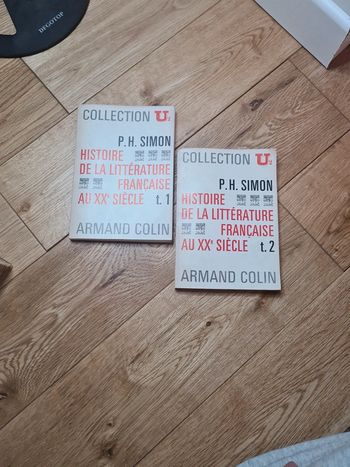 DEGOTOP
COLLECTION U2
P. H. SIMON
HISTOIRE
DE LA LITTÉRATURE
FRANÇAISE
AU XXᵉ SIÈCLE t. 1
ARMAND COLIN
COLLECTION U2
P. H. SIMON
HISTOIRE
DE LA LITTÉRATURE
FRANÇAISE
AU XXᵉ SIÈCLE t. 2
ARMAND COLIN